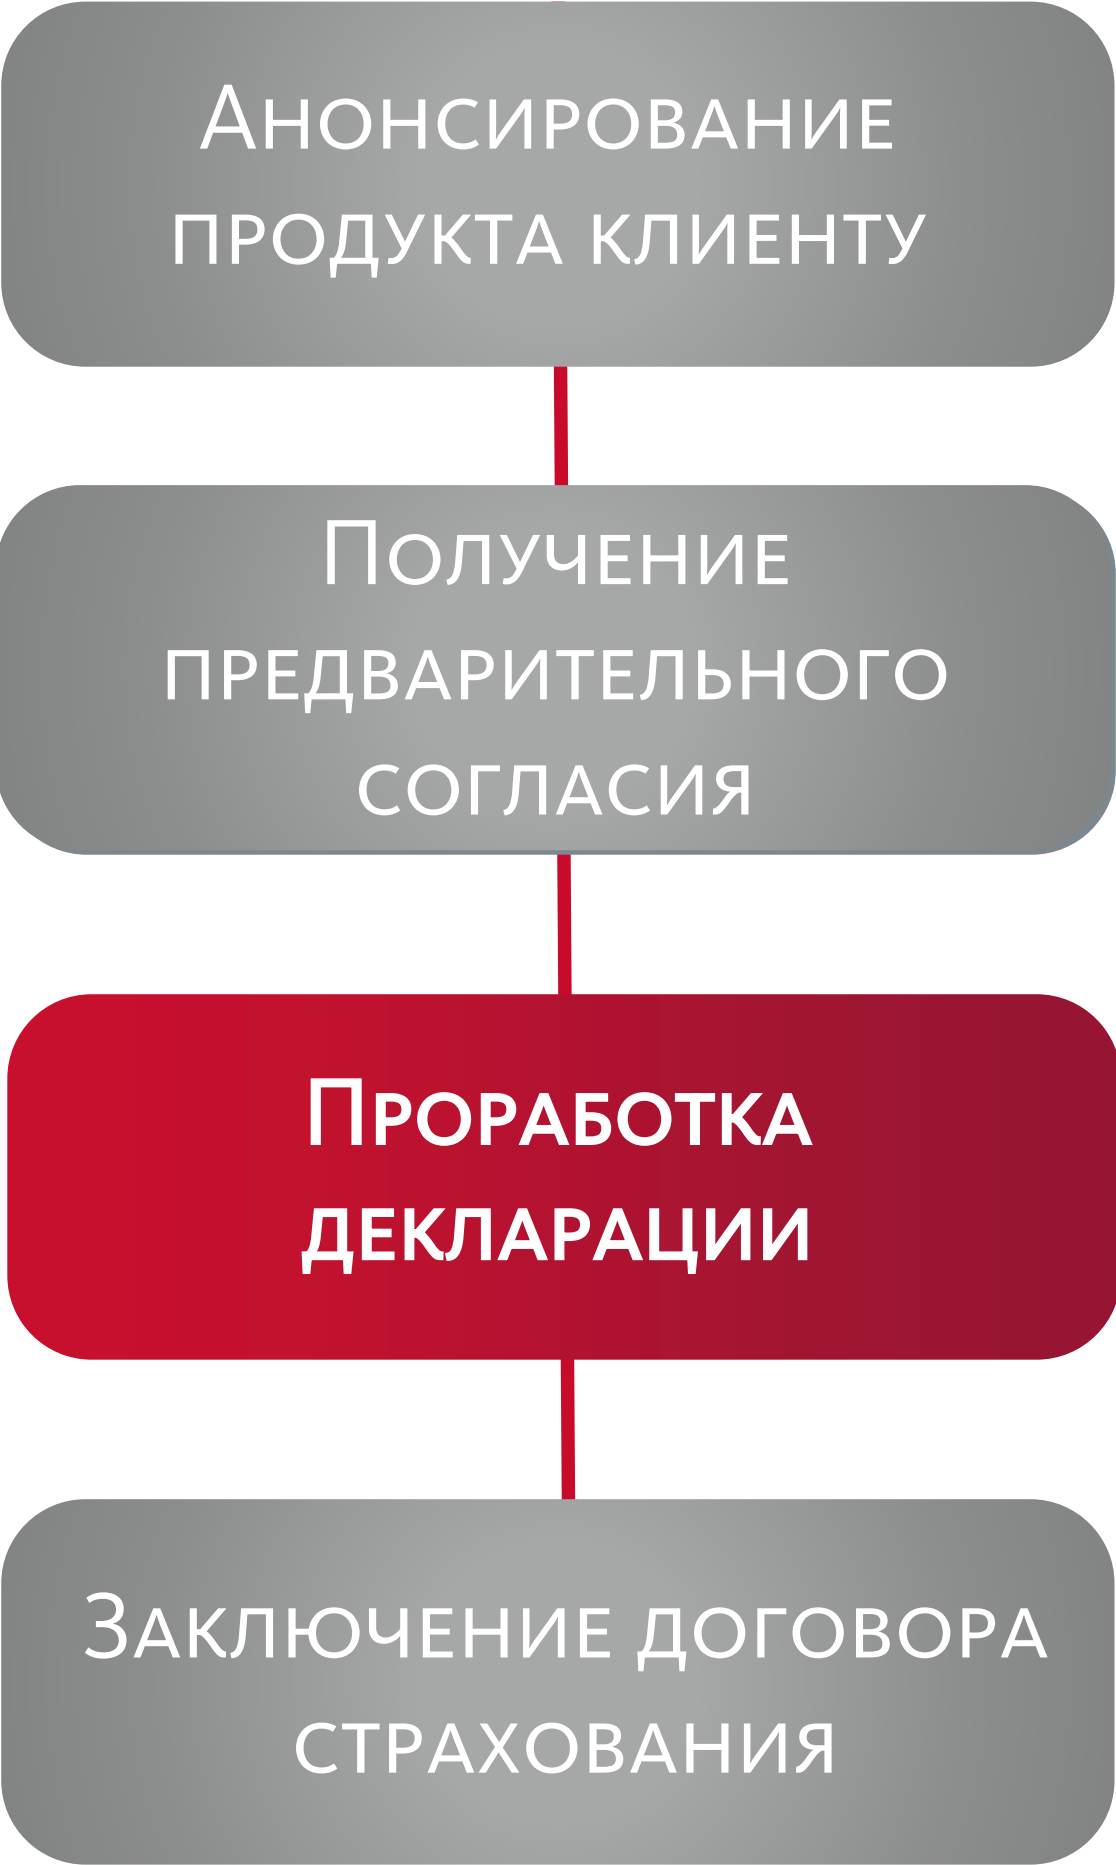 Анонсирование
продукта клиенту
Получение
предварительного
согласия
Проработка
декларации
Заключение договора
страхования